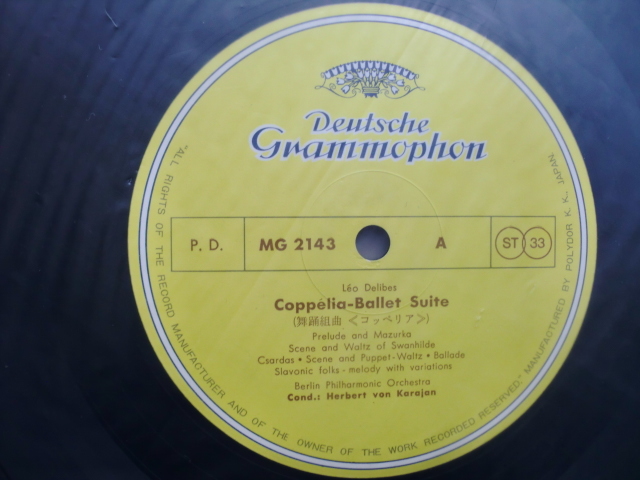 Deutsche
Grammophon
P. D.
MG 2143
A
ST 33
Léo Delibes
Coppélia-Ballet Suite
(舞踊組曲 <コッペリア>)
Prelude and Mazurka
Scene and Waltz of Swanhilde
Csardas • Scene and Puppet-Waltz • Ballade
Slavonic folks - melody with variations
Berlin Philharmonic Orchestra
Cond.: Herbert von Karajan
"ALL RIGHTS OF THE RECORD MANUFACTURER AND OF THE OWNER OF THE WORK RECORDED RESERVED" MANUFACTURED BY POLYDOR K. K., JAPAN